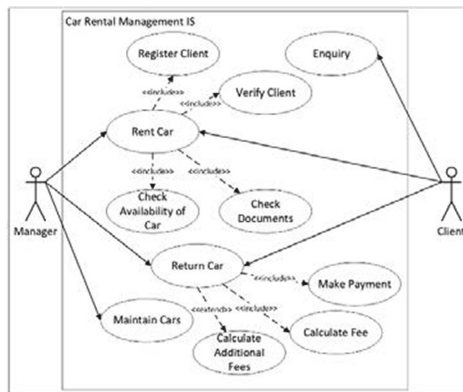 Car Rental Management IS
Register Client
Enquiry
<<include>>
Verify Client
<<include>>
Rent Car
<<include>>
<<include>>
Check
Availability of
Car
Check
Documents
Manager
Client
Return Car
<<include>>
Make Payment
<<extend>>
<<include>>
Maintain Cars
Calculate Fee
Calculate
Additional
Fees